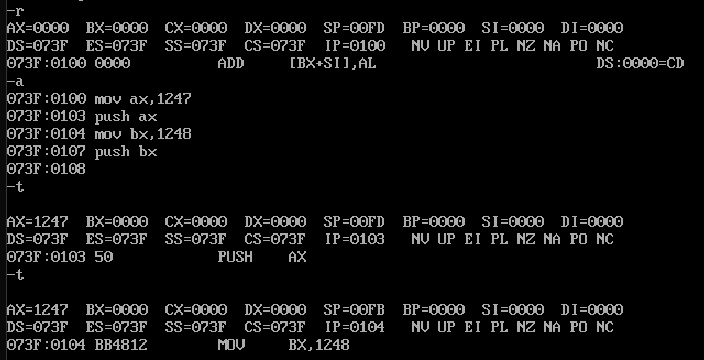 -r
AX=0000  BX=0000  CX=0000  DX=0000  SP=00FD  BP=0000  SI=0000  DI=0000
DS=073F  ES=073F  SS=073F  CS=073F  IP=0100   NV UP EI PL NZ NA PO NC
073F:0100 0000          ADD     [BX+SI],AL                         DS:0000=CD
-a
073F:0100 mov ax,1247
073F:0103 push ax
073F:0104 mov bx,1248
073F:0107 push bx
073F:0108
-t
AX=1247  BX=0000  CX=0000  DX=0000  SP=00FD  BP=0000  SI=0000  DI=0000
DS=073F  ES=073F  SS=073F  CS=073F  IP=0103   NV UP EI PL NZ NA PO NC
073F:0103 50            PUSH    AX
-t
AX=1247  BX=0000  CX=0000  DX=0000  SP=00FB  BP=0000  SI=0000  DI=0000
DS=073F  ES=073F  SS=073F  CS=073F  IP=0104   NV UP EI PL NZ NA PO NC
073F:0104 BB4812        MOV     BX,1248